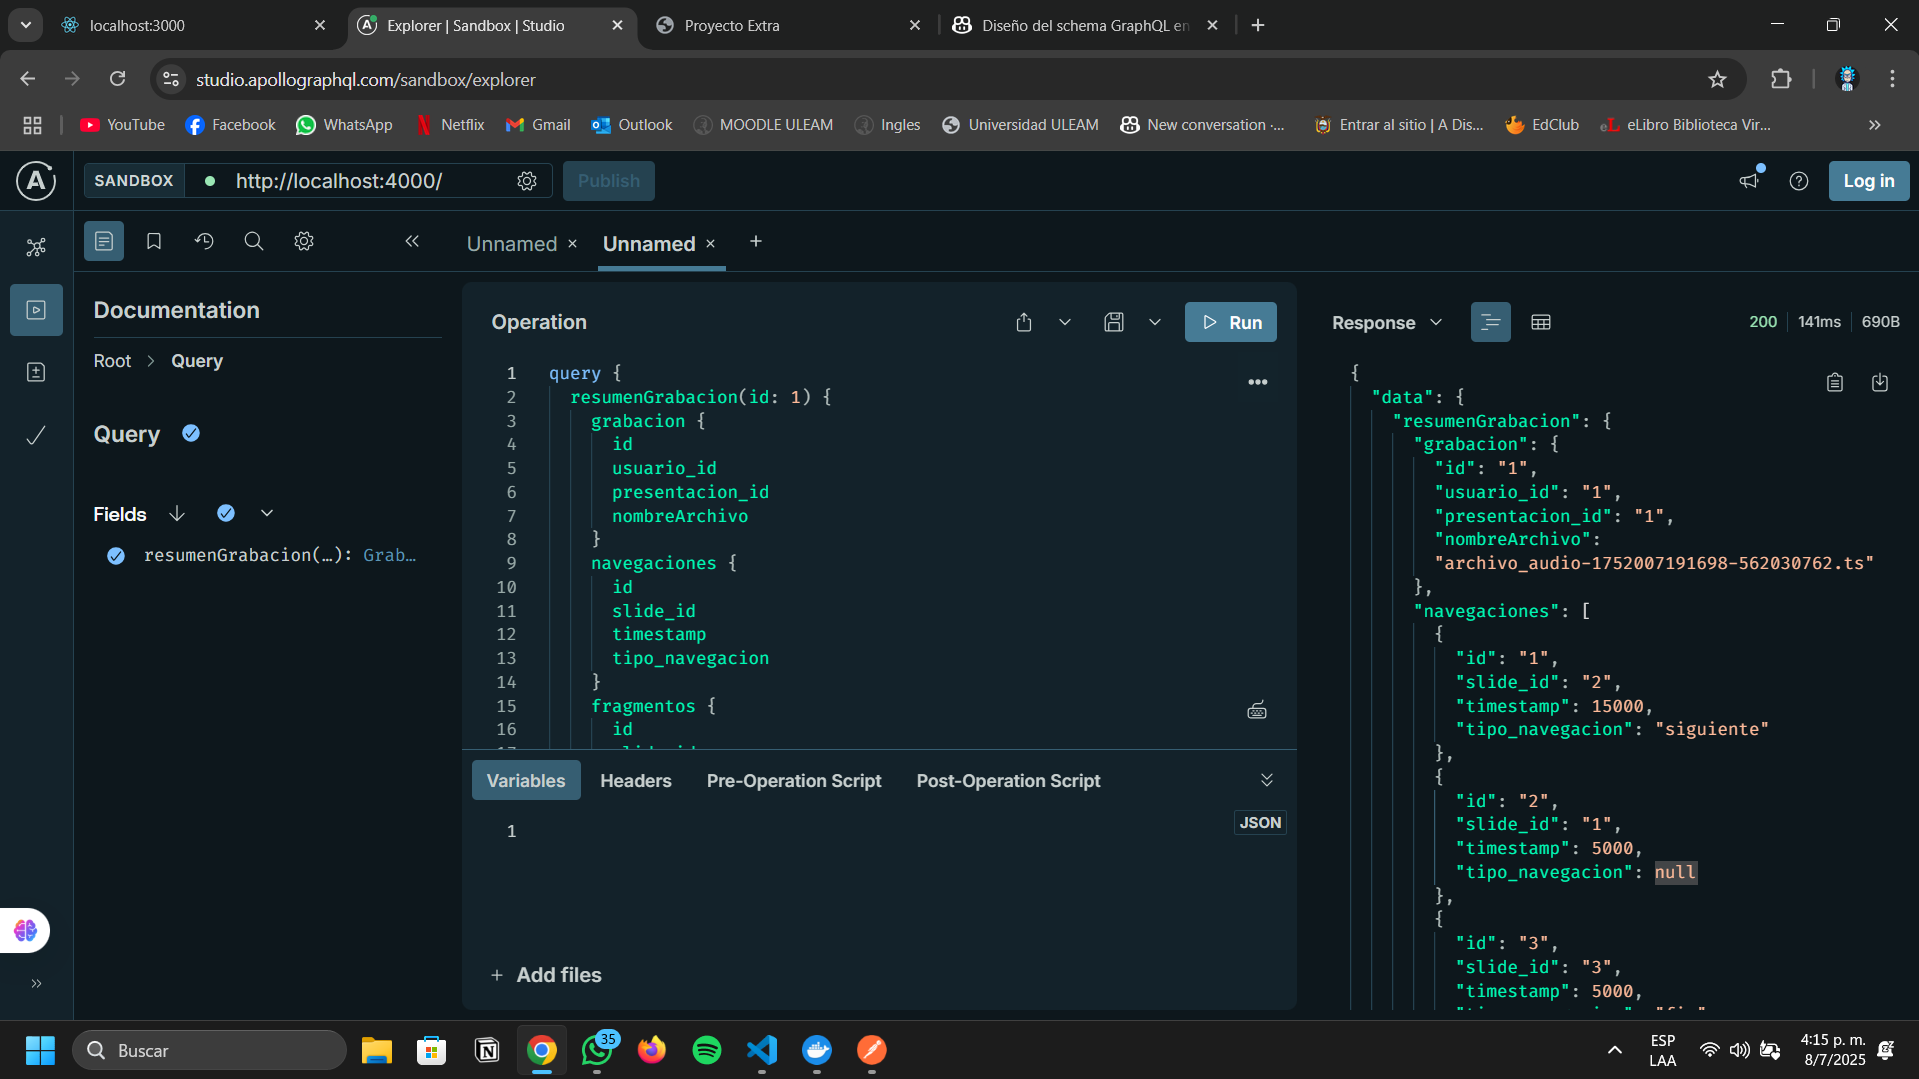 localhost:3000
Explorer | Sandbox | Studio
Proyecto Extra
Diseño del schema GraphQL en
studio.apollographql.com/sandbox/explorer
YouTube
Facebook
WhatsApp
Netflix
Gmail
Outlook
MOODLE ULEAM
Ingles
Universidad ULEAM
New conversation ·...
Entrar al sitio | A Dis...
EdClub
eLibro Biblioteca Vir...
SANDBOX
http://localhost:4000/
Publish
Log in
Unnamed
Unnamed
Documentation
Root > Query
Query
Fields
resumenGrabacion(…): Grab…
Operation
Run
1 query {
2 resumenGrabacion(id: 1) {
3 grabacion {
4 id
5 usuario_id
6 presentacion_id
7 nombreArchivo
8 }
9 navegaciones {
10 id
11 slide_id
12 timestamp
13 tipo_navegacion
14 }
15 fragmentos {
16 id
Variables
Headers
Pre-Operation Script
Post-Operation Script
1
JSON
+ Add files
Response
200
141ms
690B
{
"data": {
"resumenGrabacion": {
"grabacion": {
"id": "1",
"usuario_id": "1",
"presentacion_id": "1",
"nombreArchivo":
"archivo_audio-1752007191698-562030762.ts"
},
"navegaciones": [
{
"id": "1",
"slide_id": "2",
"timestamp": 15000,
"tipo_navegacion": "siguiente"
},
{
"id": "2",
"slide_id": "1",
"timestamp": 5000,
"tipo_navegacion": null
},
{
"id": "3",
"slide_id": "3",
"timestamp": 5000,
Buscar
35
ESP
LAA
4:15 p. m.
8/7/2025